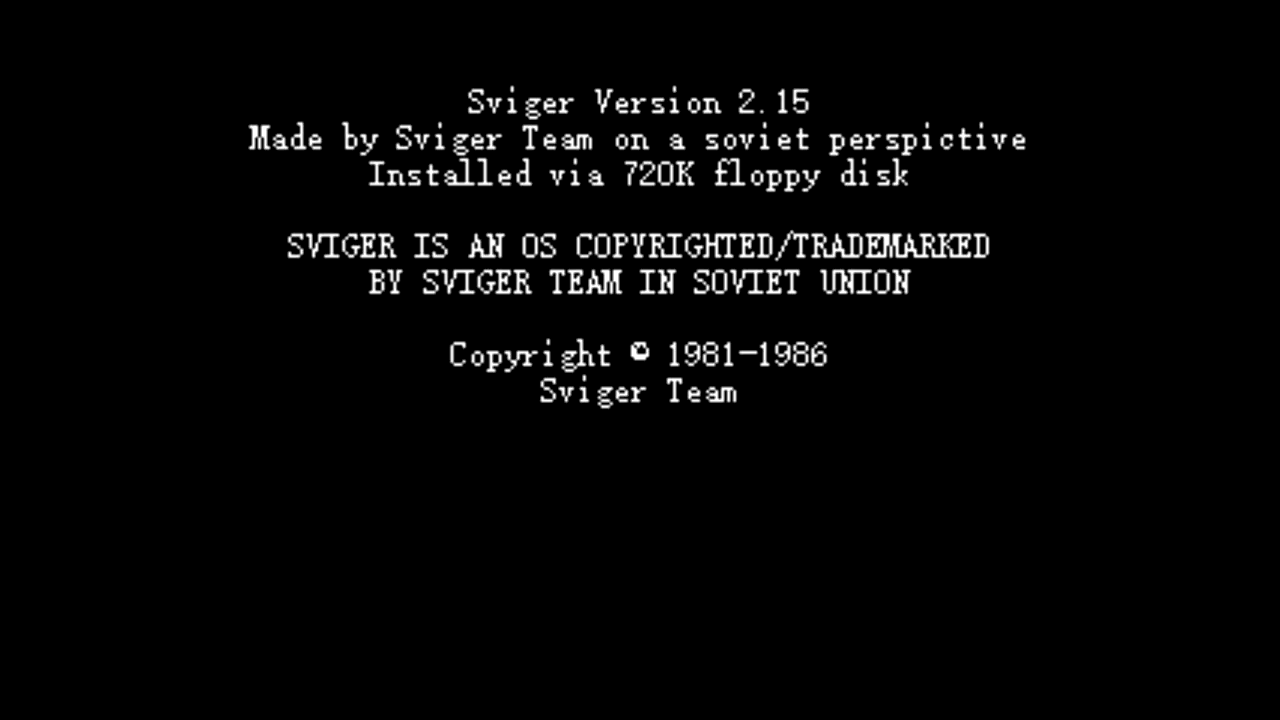 Sviger Version 2.15
Made by Sviger Team on a soviet perspictive
Installed via 720K floppy disk
SVIGER IS AN OS COPYRIGHTED/TRADEMARKED
BY SVIGER TEAM IN SOVIET UNION
Copyright © 1981-1986
Sviger Team